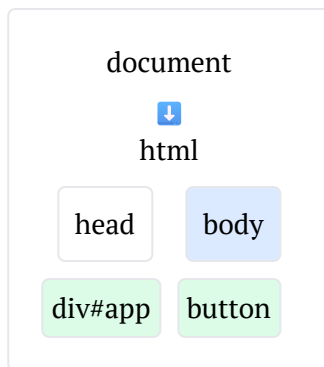 document
⬇️
html
head body
div#app button